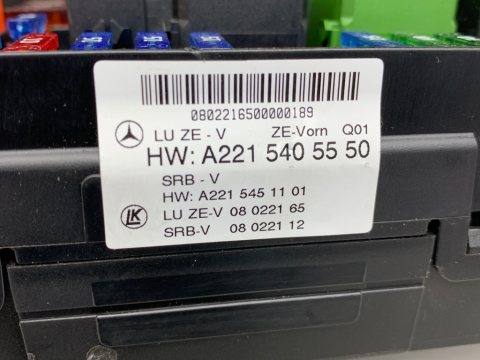 0802216500000189
LU ZE - V ZE-Vorn Q01
HW: A221 540 55 50
SRB - V
HW: A221 545 11 01
LU ZE-V 08 0221 65
SRB-V 08 0221 12
LK